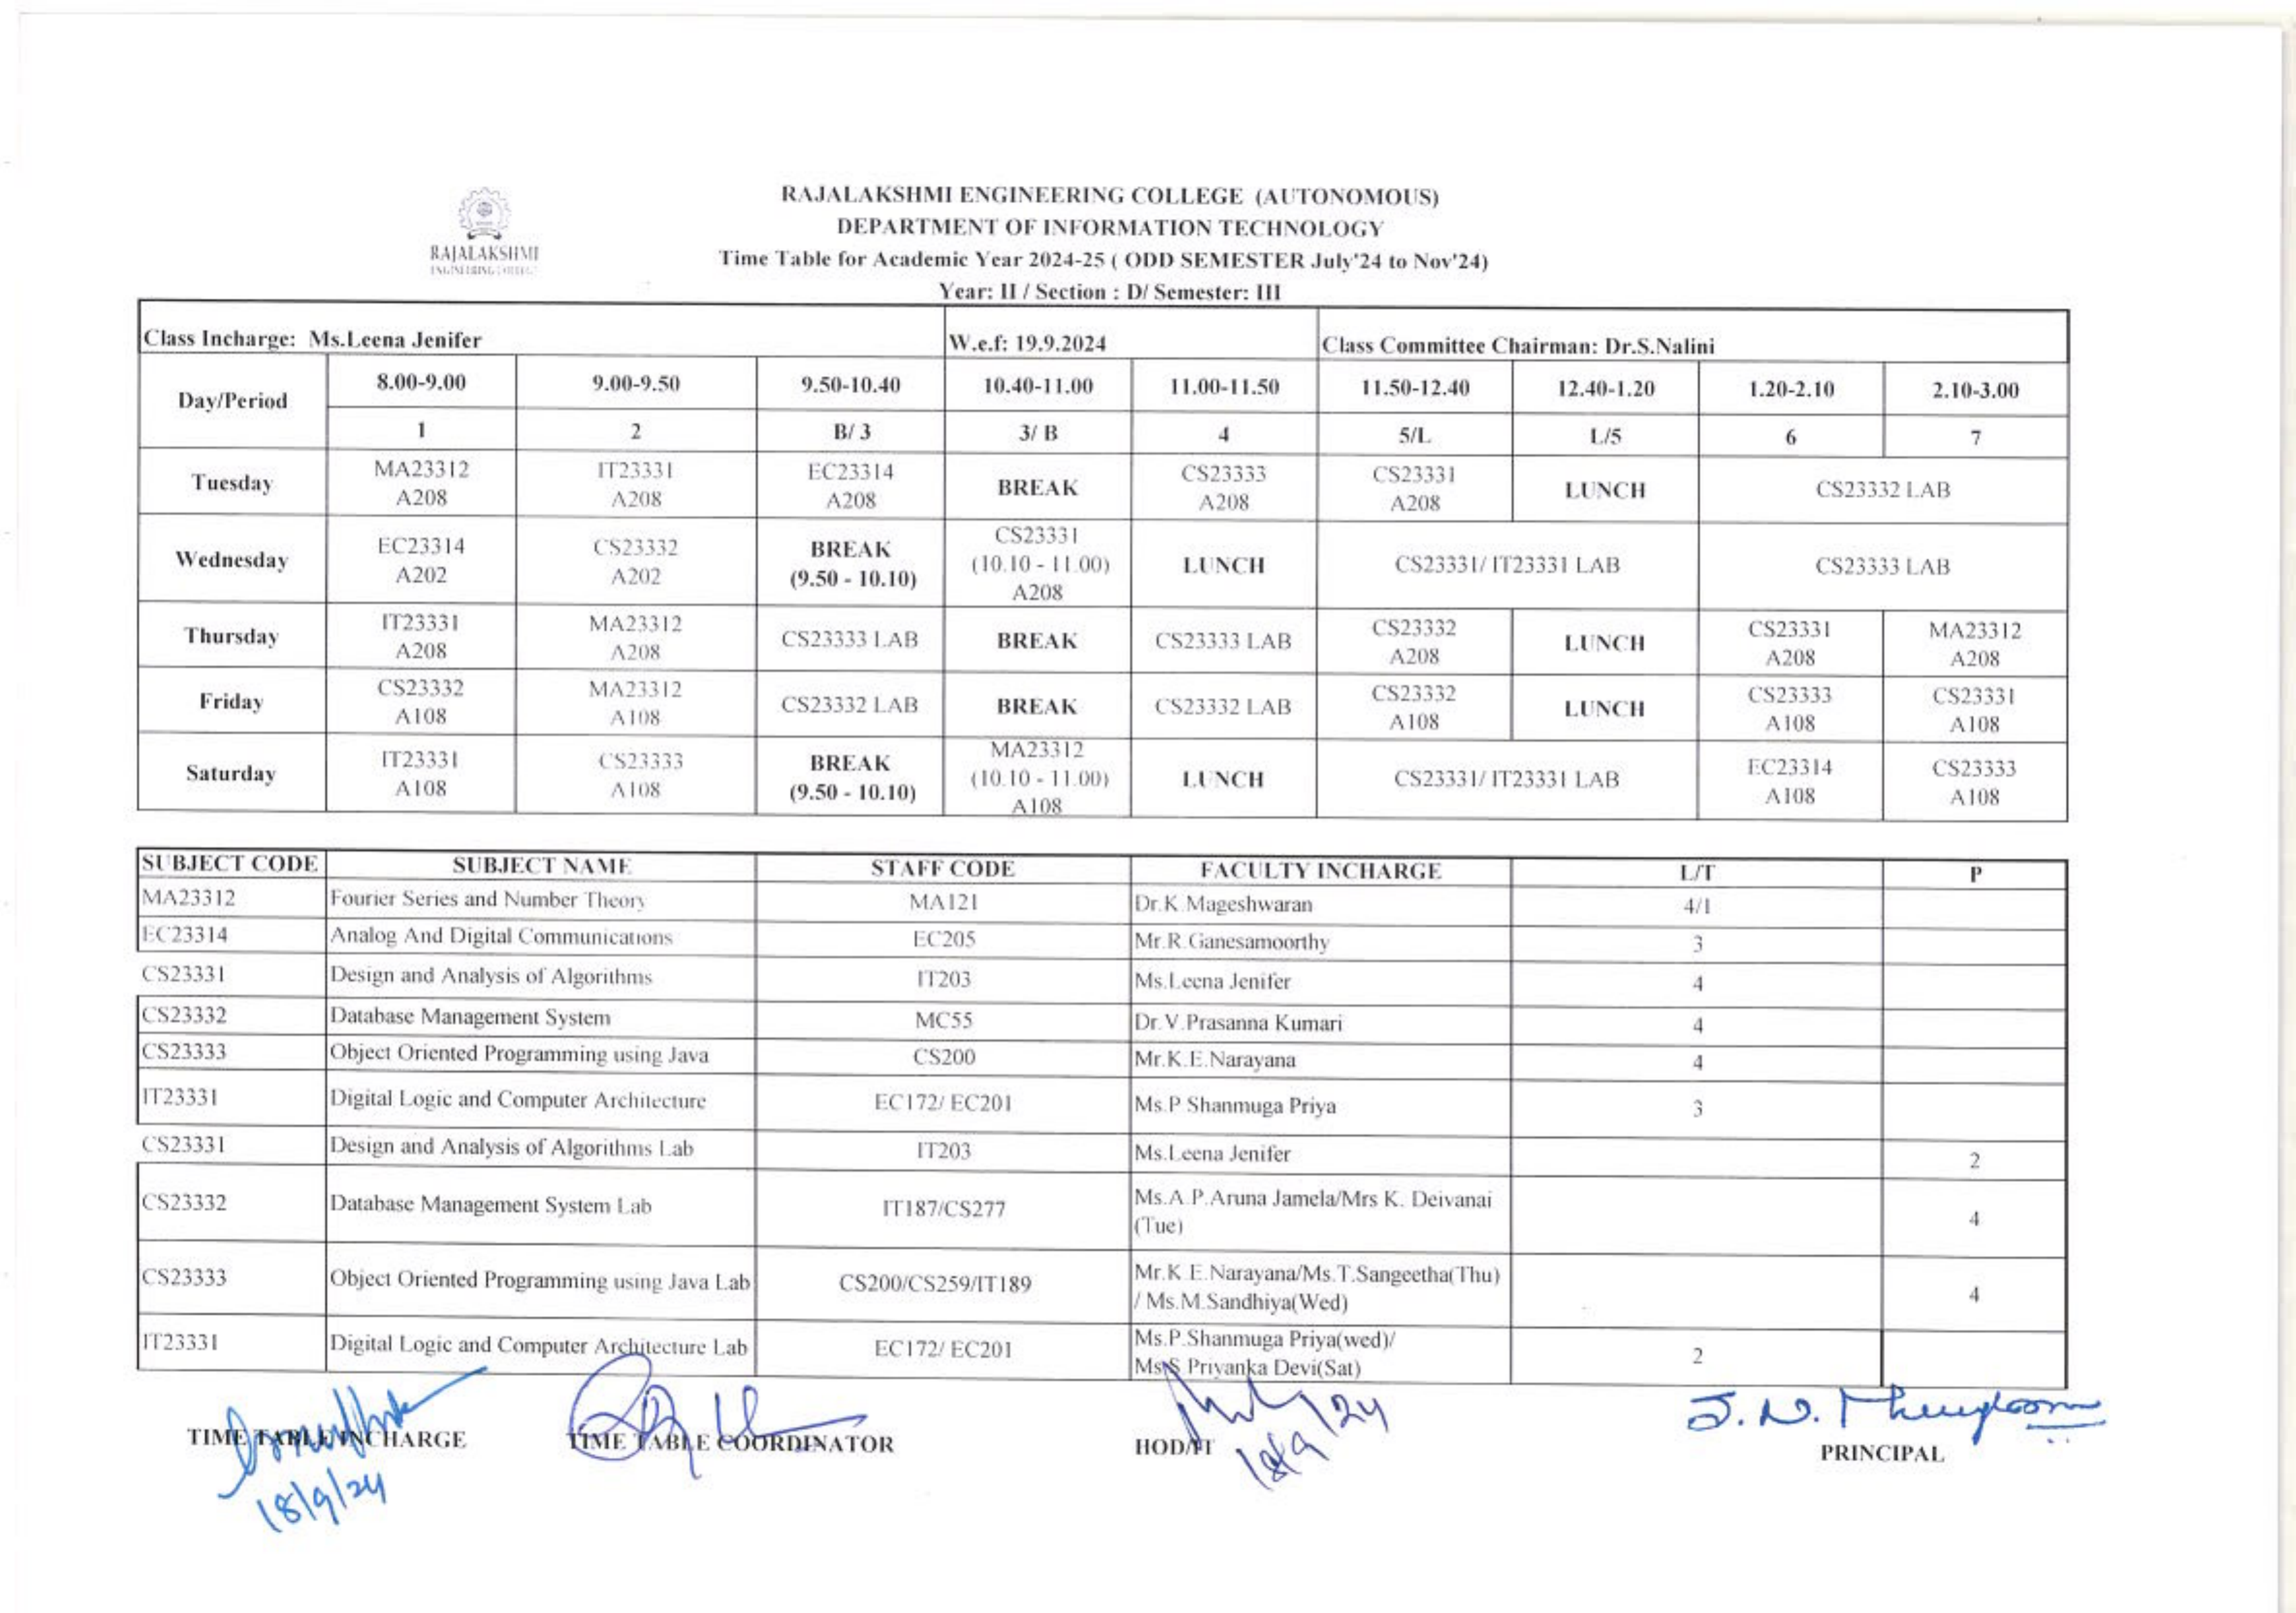 RAJALAKSHMI ENGINEERING COLLEGE (AUTONOMOUS)
DEPARTMENT OF INFORMATION TECHNOLOGY
RAJALAKSHMI
ENGINEERING COLLEGE
Time Table for Academic Year 2024-25 ( ODD SEMESTER July'24 to Nov'24)
Year: II / Section : D/ Semester: III
Class Incharge: Ms.Leena Jenifer W.e.f: 19.9.2024 Class Committee Chairman: Dr.S.Nalini
Day/Period 8.00-9.00 9.00-9.50 9.50-10.40 10.40-11.00 11.00-11.50 11.50-12.40 12.40-1.20 1.20-2.10 2.10-3.00
1 2 B/ 3 3/ B 4 5/L L/5 6 7
Tuesday MA23312 IT23331 EC23314 BREAK CS23333 CS23331 LUNCH CS23332 LAB
A208 A208 A208 A208 A208
Wednesday EC23314 CS23332 BREAK CS23331 LUNCH CS23331/ IT23331 LAB CS23333 LAB
A202 A202 (9.50 - 10.10) (10.10 - 11.00)
A208
Thursday IT23331 MA23312 CS23333 LAB BREAK CS23333 LAB CS23332 LUNCH CS23331 MA23312
A208 A208 A208 A208 A208
Friday CS23332 MA23312 CS23332 LAB BREAK CS23332 LAB CS23332 LUNCH CS23333 CS23331
A108 A108 A108 A108 A108
Saturday IT23331 CS23333 BREAK MA23312 LUNCH CS23331/ IT23331 LAB EC23314 CS23333
A108 A108 (9.50 - 10.10) (10.10 - 11.00) A108 A108
A108
SUBJECT CODE SUBJECT NAME STAFF CODE FACULTY INCHARGE L/T P
MA23312 Fourier Series and Number Theory MA121 Dr.K.Mageshwaran 4/1
EC23314 Analog And Digital Communications EC205 Mr.R.Ganesamoorthy 3
CS23331 Design and Analysis of Algorithms IT203 Ms.Leena Jenifer 4
CS23332 Database Management System MC55 Dr.V.Prasanna Kumari 4
CS23333 Object Oriented Programming using Java CS200 Mr.K.E.Narayana 4
IT23331 Digital Logic and Computer Architecture EC172/ EC201 Ms.P Shanmuga Priya 3
CS23331 Design and Analysis of Algorithms Lab IT203 Ms.Leena Jenifer 2
CS23332 Database Management System Lab IT187/CS277 Ms.A.P.Aruna Jamela/Mrs K. Deivanai 4
(Tue)
CS23333 Object Oriented Programming using Java Lab CS200/CS259/IT189 Mr.K.E.Narayana/Ms.T.Sangeetha(Thu) 4
/ Ms.M.Sandhiya(Wed)
IT23331 Digital Logic and Computer Architecture Lab EC172/ EC201 Ms.P.Shanmuga Priya(wed)/ 2
Ms.S.Priyanka Devi(Sat)
TIME TABLE INCHARGE TIME TABLE COORDINATOR HOD/IT PRINCIPAL
18/9/24 18/9/24